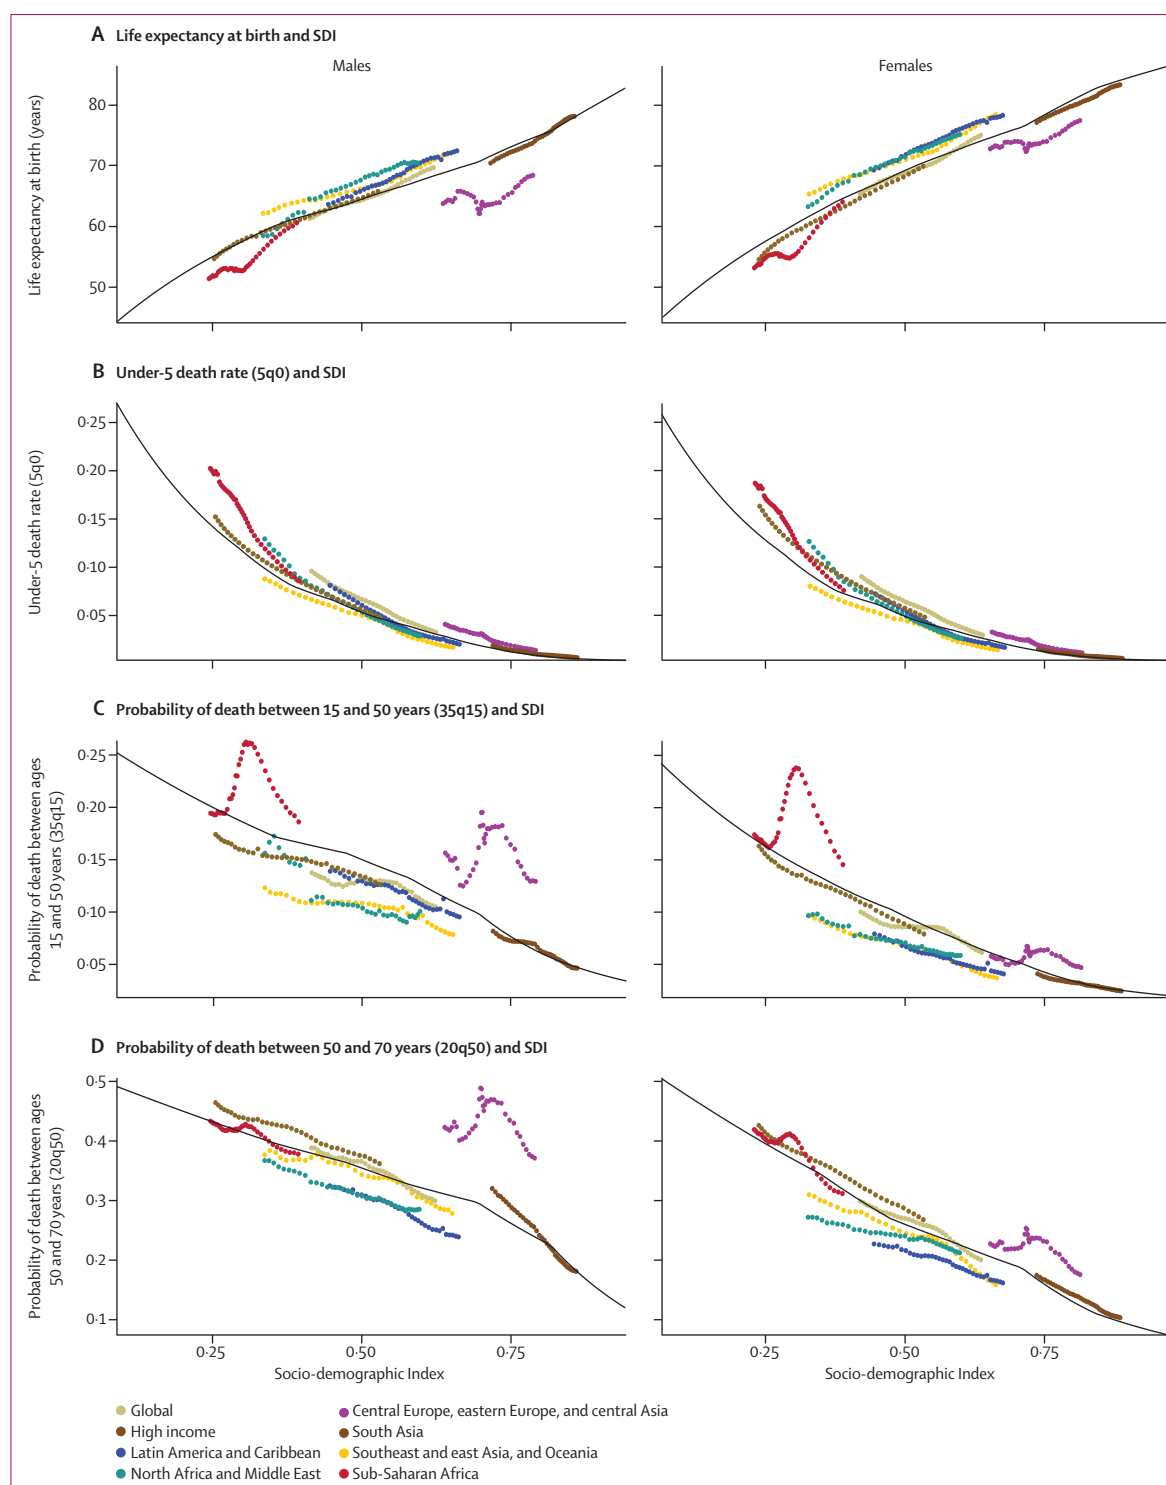 A Life expectancy at birth and SDI
Males
Females
Life expectancy at birth (years)
80
70
60
50
B Under-5 death rate (5q0) and SDI
Under-5 death rate (5q0)
0·25
0·20
0·15
0·10
0·05
C Probability of death between 15 and 50 years (35q15) and SDI
Probability of death between ages
15 and 50 years (35q15)
0·25
0·20
0·15
0·10
0·05
D Probability of death between 50 and 70 years (20q50) and SDI
Probability of death between ages
50 and 70 years (20q50)
0·5
0·4
0·3
0·2
0·1
0·25 0·50 0·75
Socio-demographic Index
0·25 0·50 0·75
Socio-demographic Index
Global
High income
Latin America and Caribbean
North Africa and Middle East
Central Europe, eastern Europe, and central Asia
South Asia
Southeast and east Asia, and Oceania
Sub-Saharan Africa